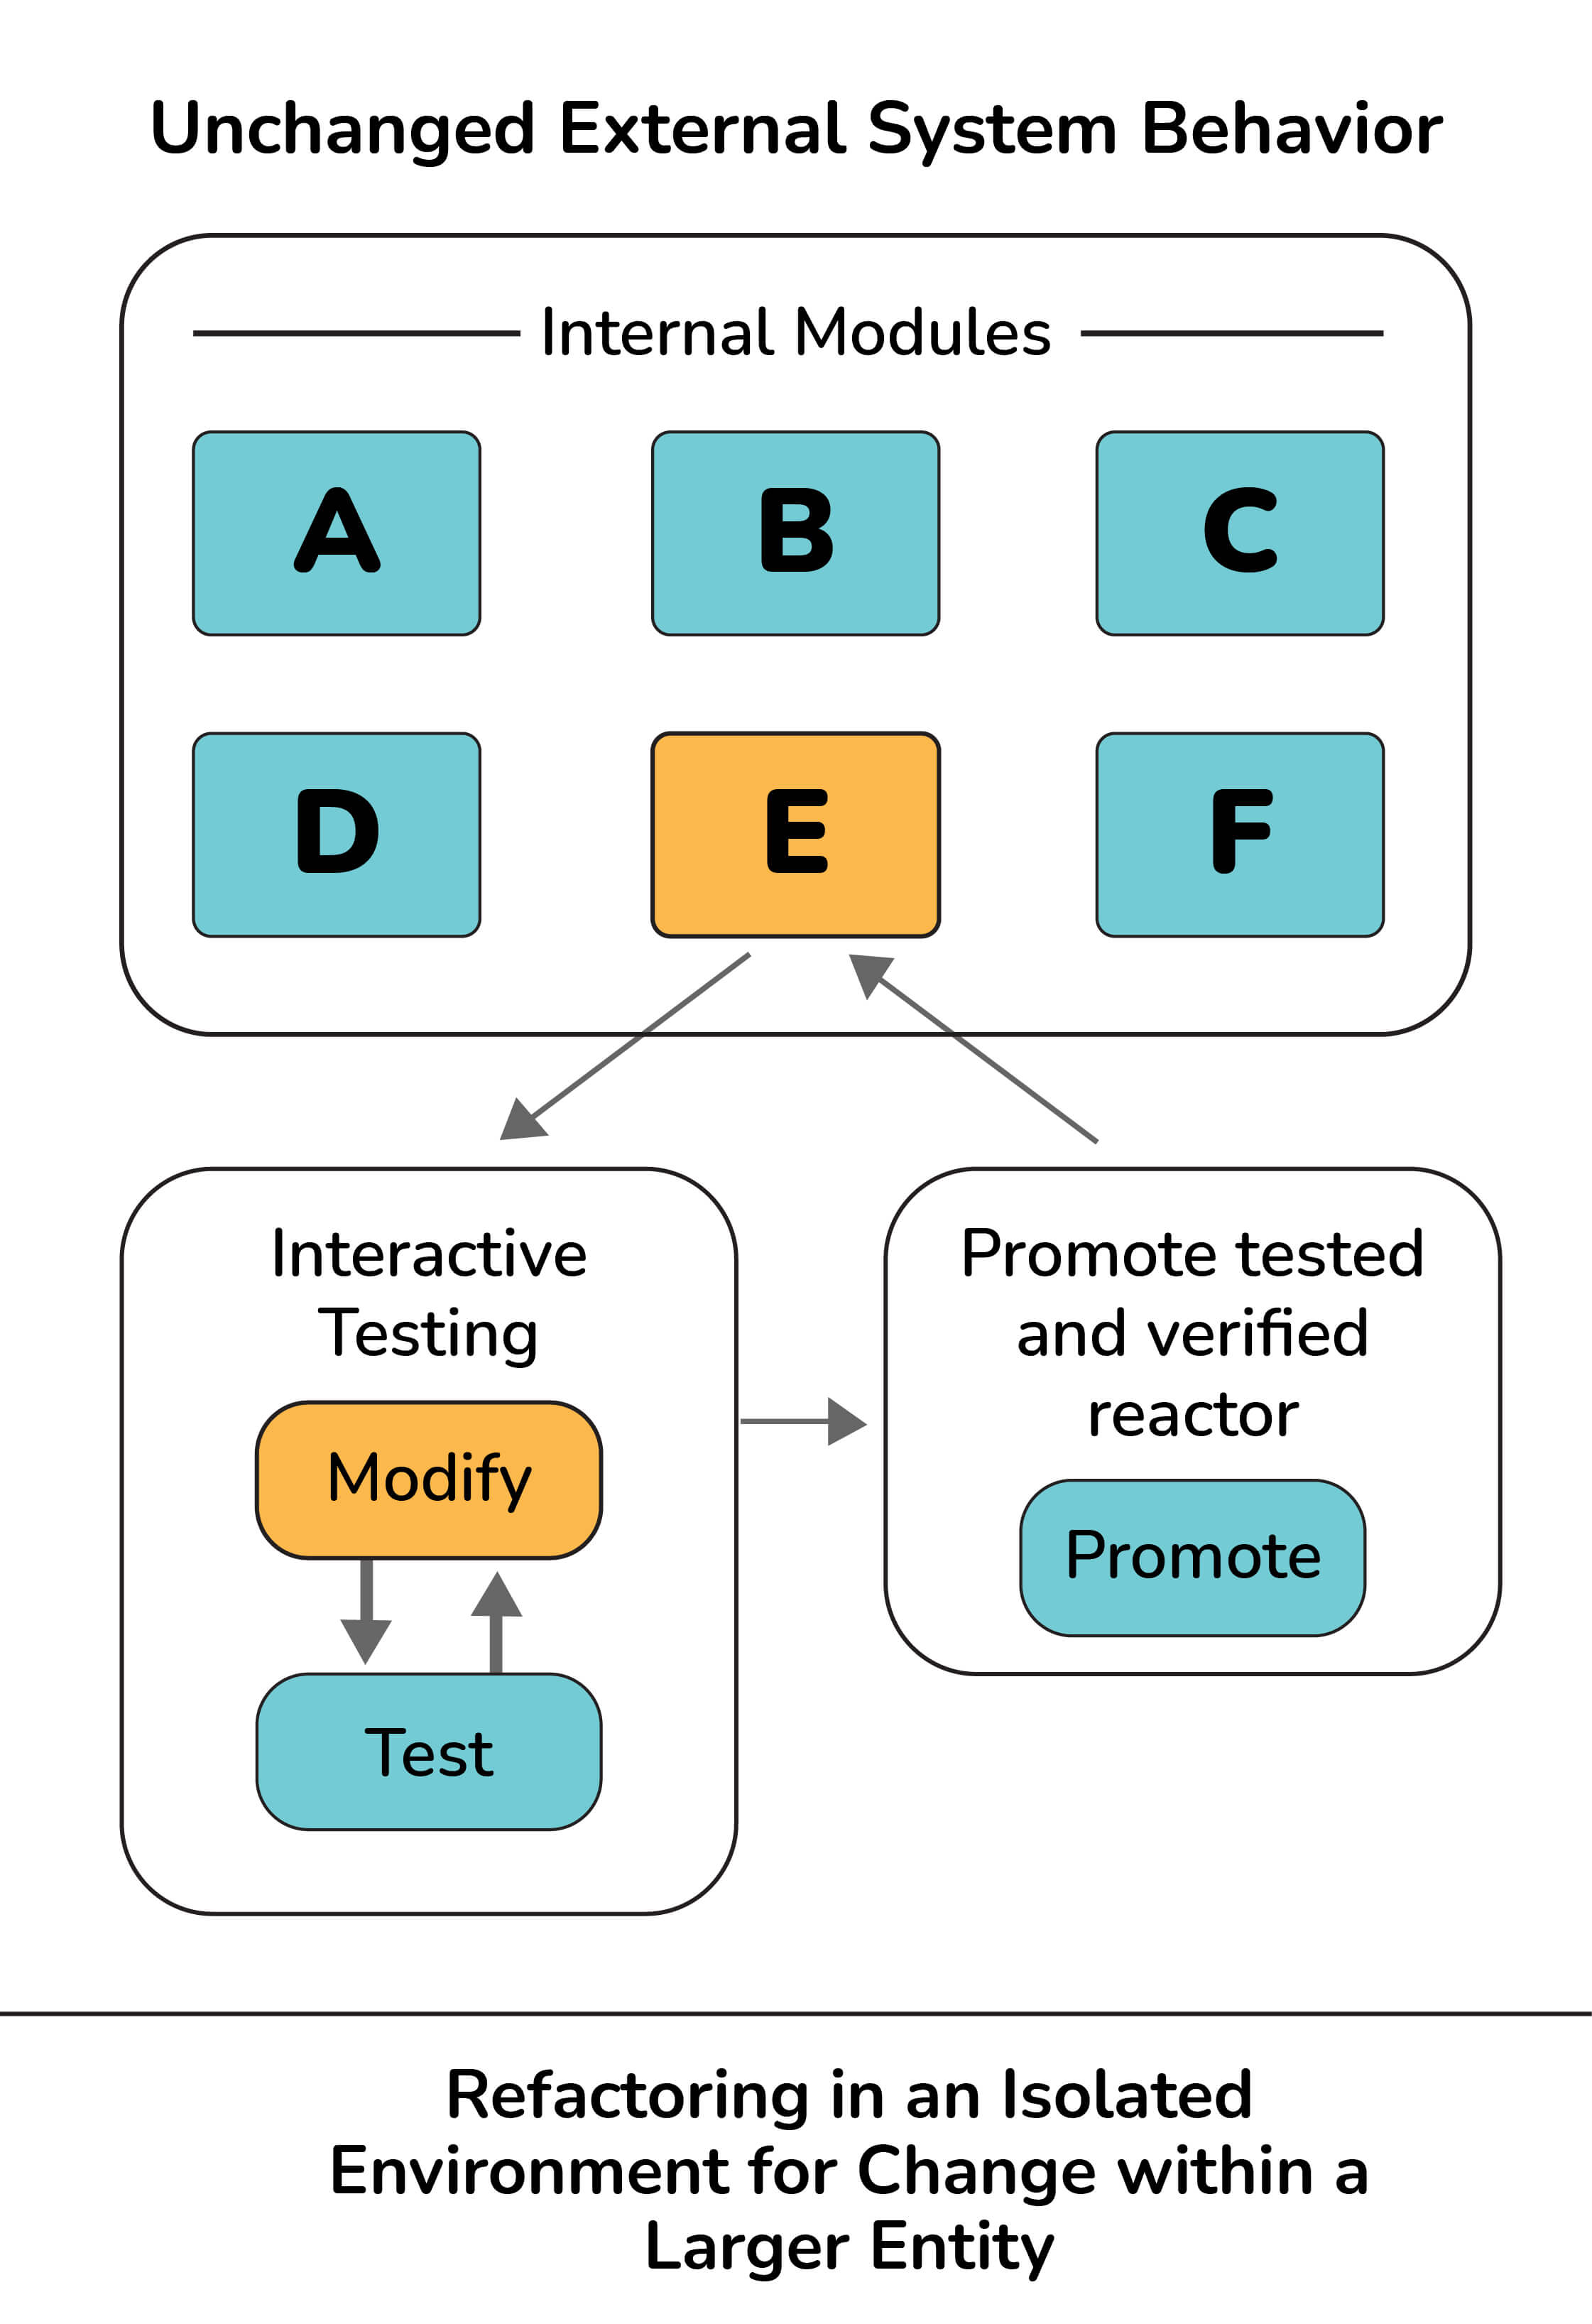 Unchanged External System Behavior
Internal Modules
A
B
C
D
E
F
Interactive
Testing
Modify
Test
Promote tested
and verified
reactor
Promote
Refactoring in an Isolated
Environment for Change within a
Larger Entity